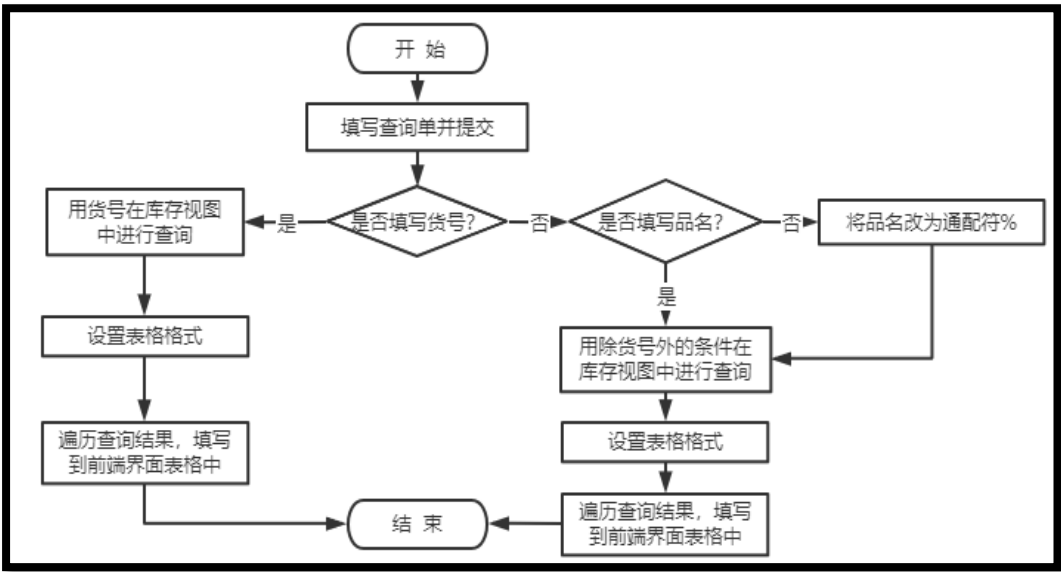 开 始
填写查询单并提交
用货号在库存视图
中进行查询
是
是否填写货号?
否
是否填写品名?
否
将品名改为通配符%
是
设置表格格式
用除货号外的条件在
库存视图中进行查询
遍历查询结果，填写
到前端界面表格中
设置表格格式
结 束
遍历查询结果，填写
到前端界面表格中